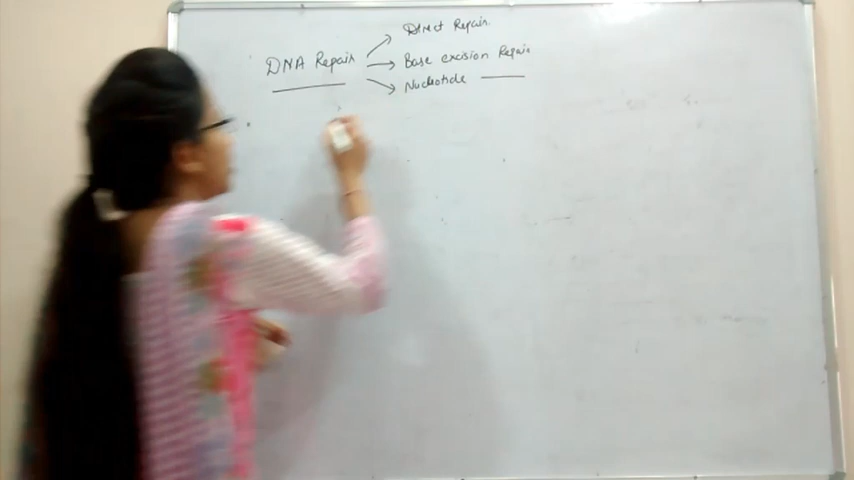 Direct Repair
DNA Repair
Base excision Repair
Nucleotide